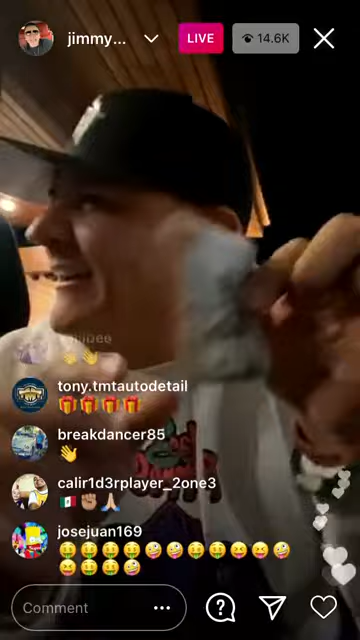 jimmy...
LIVE
14.6K
tony.tmtautodetail
🎁🎁🎁🎁
breakdancer85
👋
calir1d3rplayer_2one3
🇲🇽✊🏽🙏🏼
josejuan169
🤑🤑🤑🤑🤪🤪🤑🤑😝😝🤪
😝🤑🤑🤪
Comment